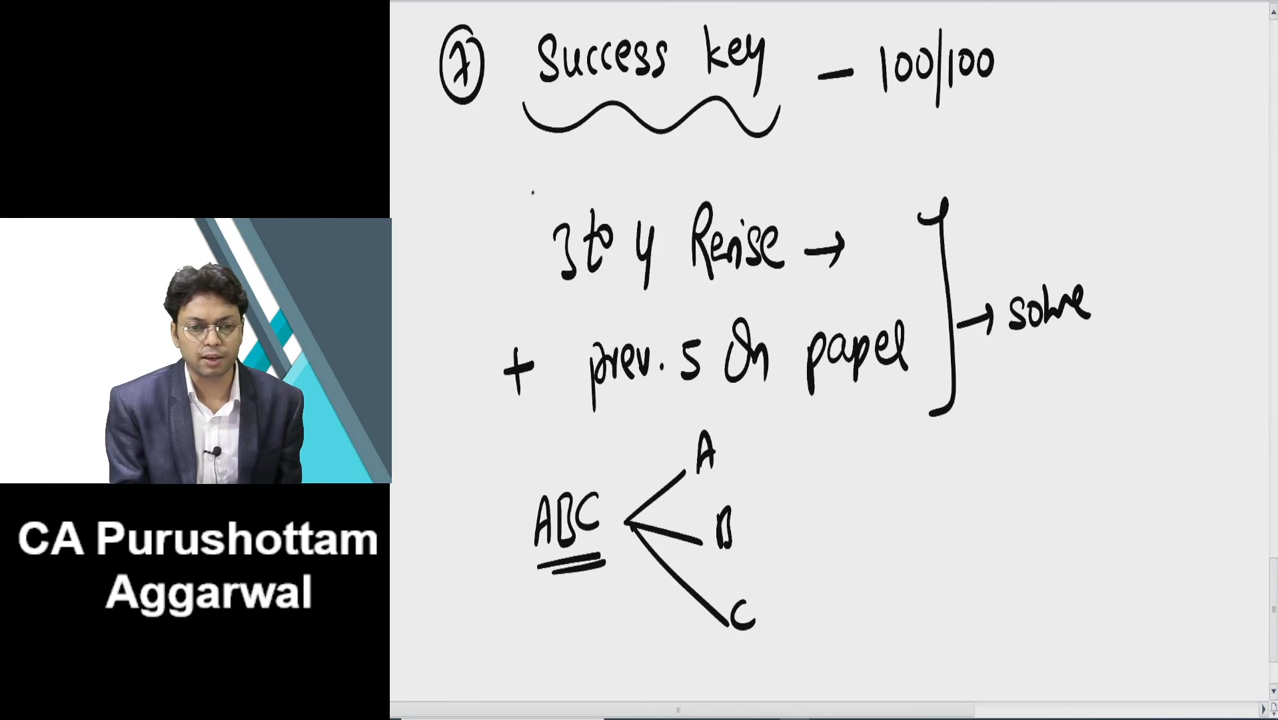 7 Success key - 100/100
3 to 4 Revise →
+ prev. 5 Qn paper
→ solve
ABC
A
B
C
CA Purushottam
Aggarwal